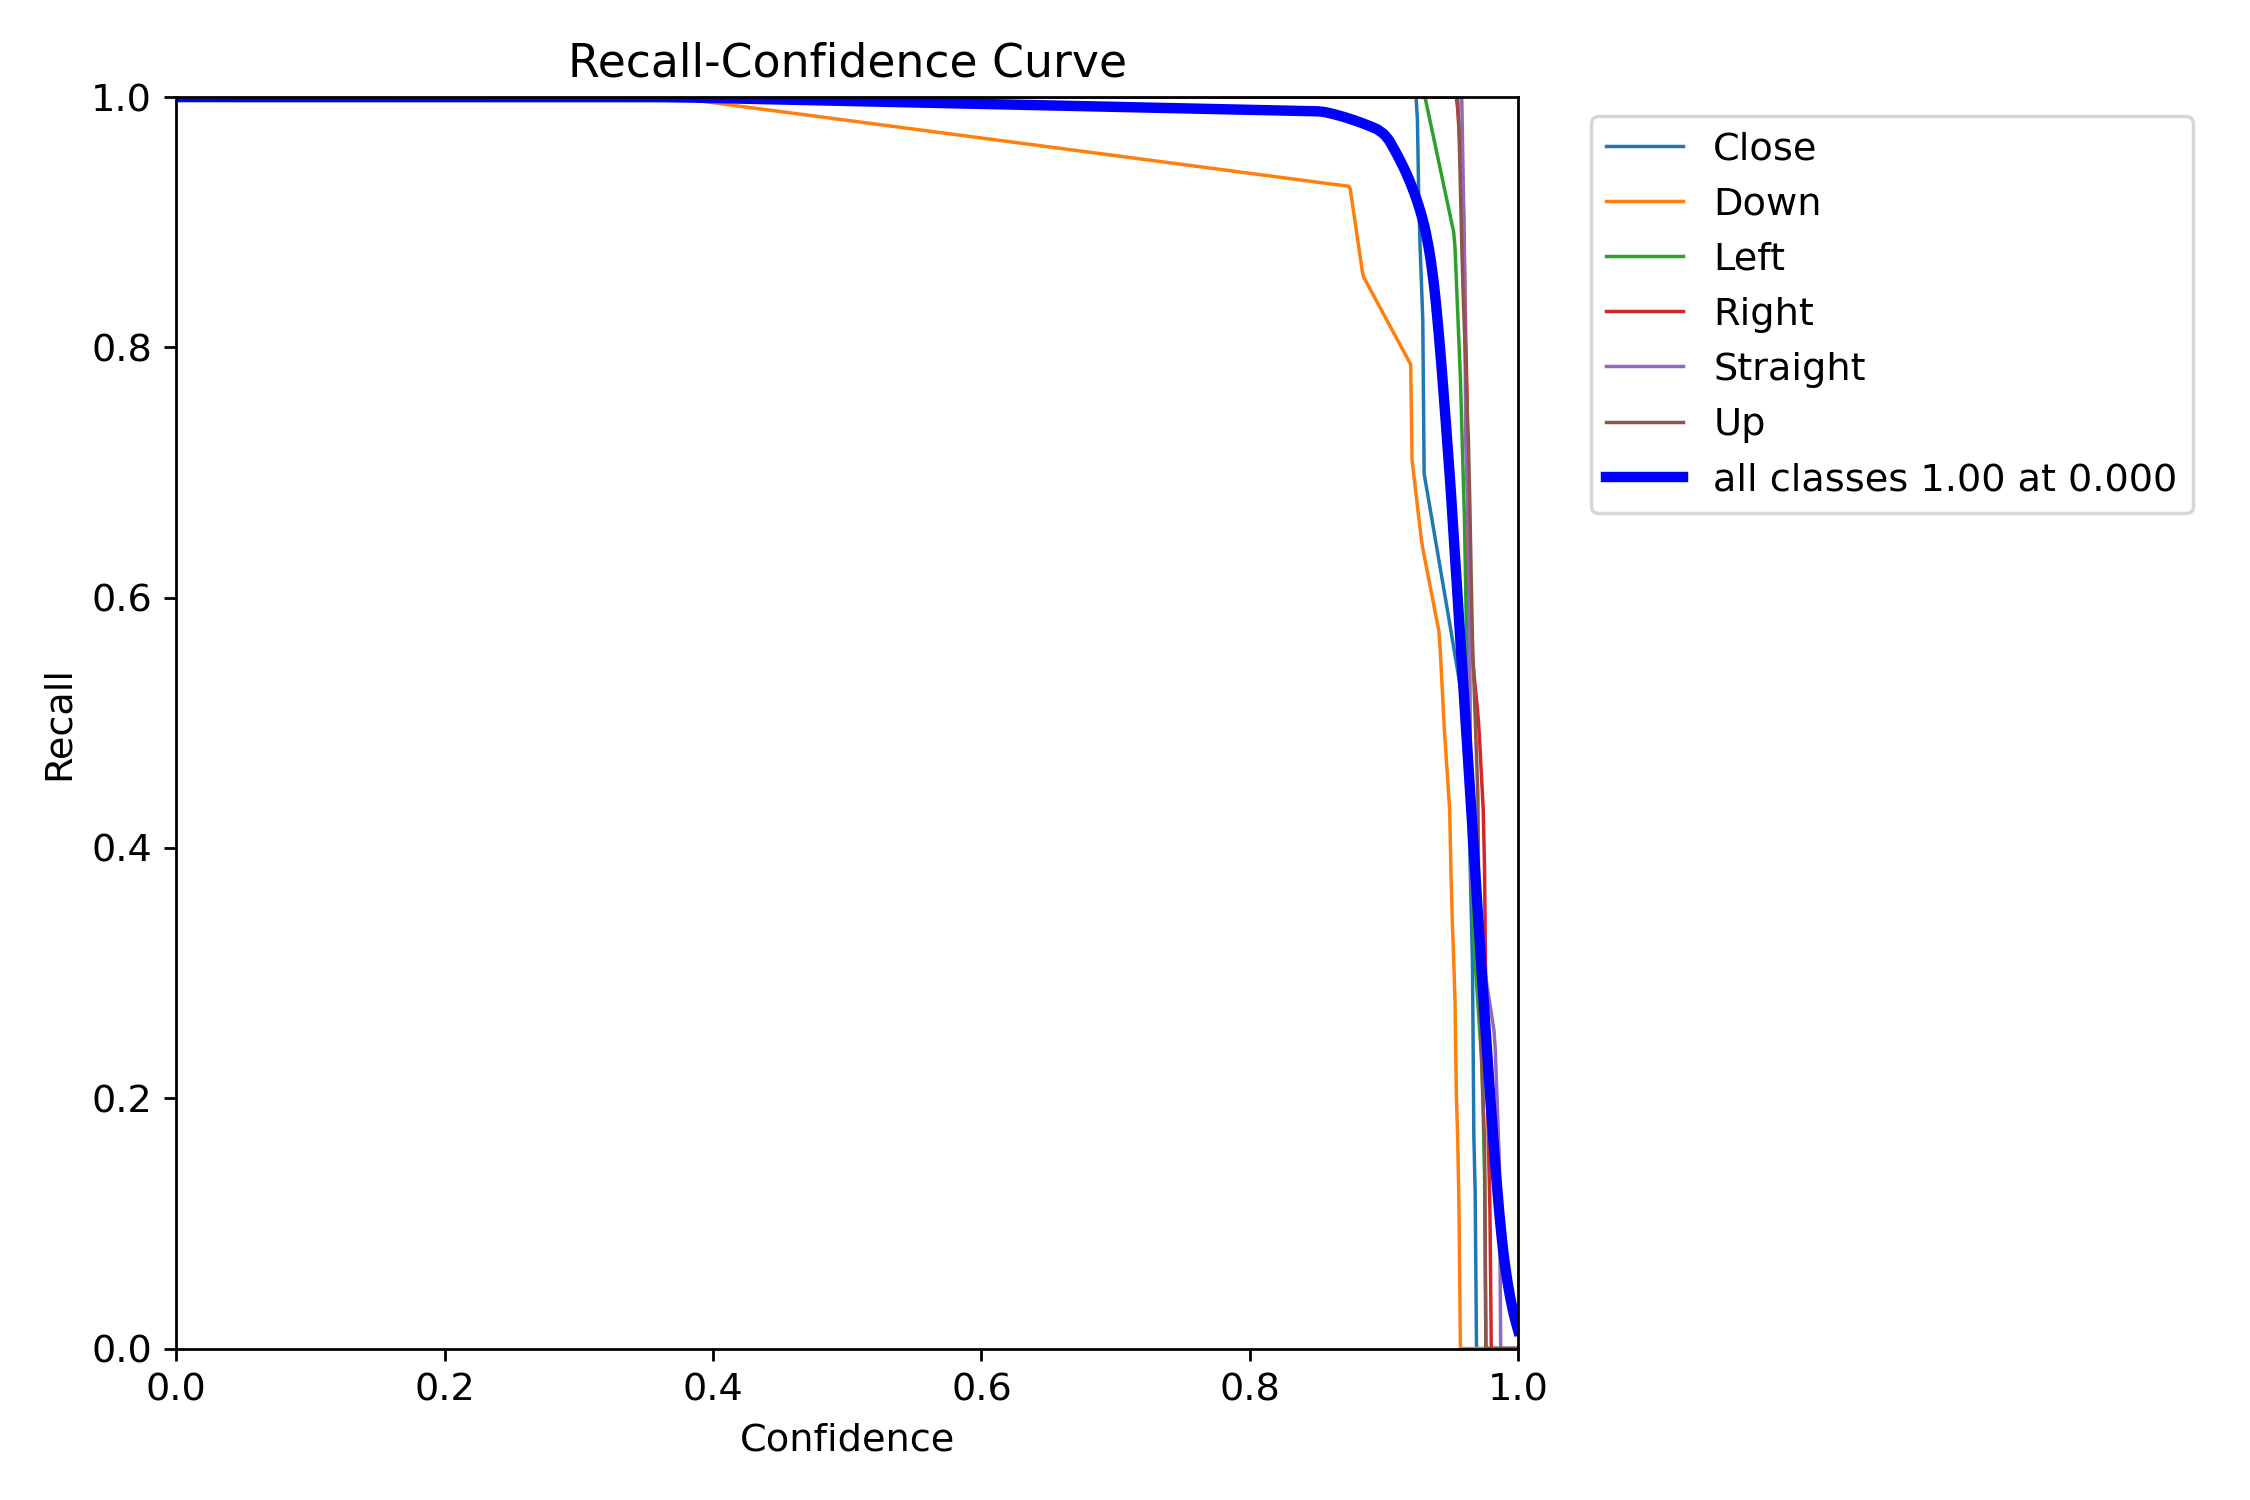 Recall-Confidence Curve
1.0
0.8
0.6
0.4
0.2
0.0
Recall
0.0 0.2 0.4 0.6 0.8 1.0
Confidence
Close
Down
Left
Right
Straight
Up
all classes 1.00 at 0.000